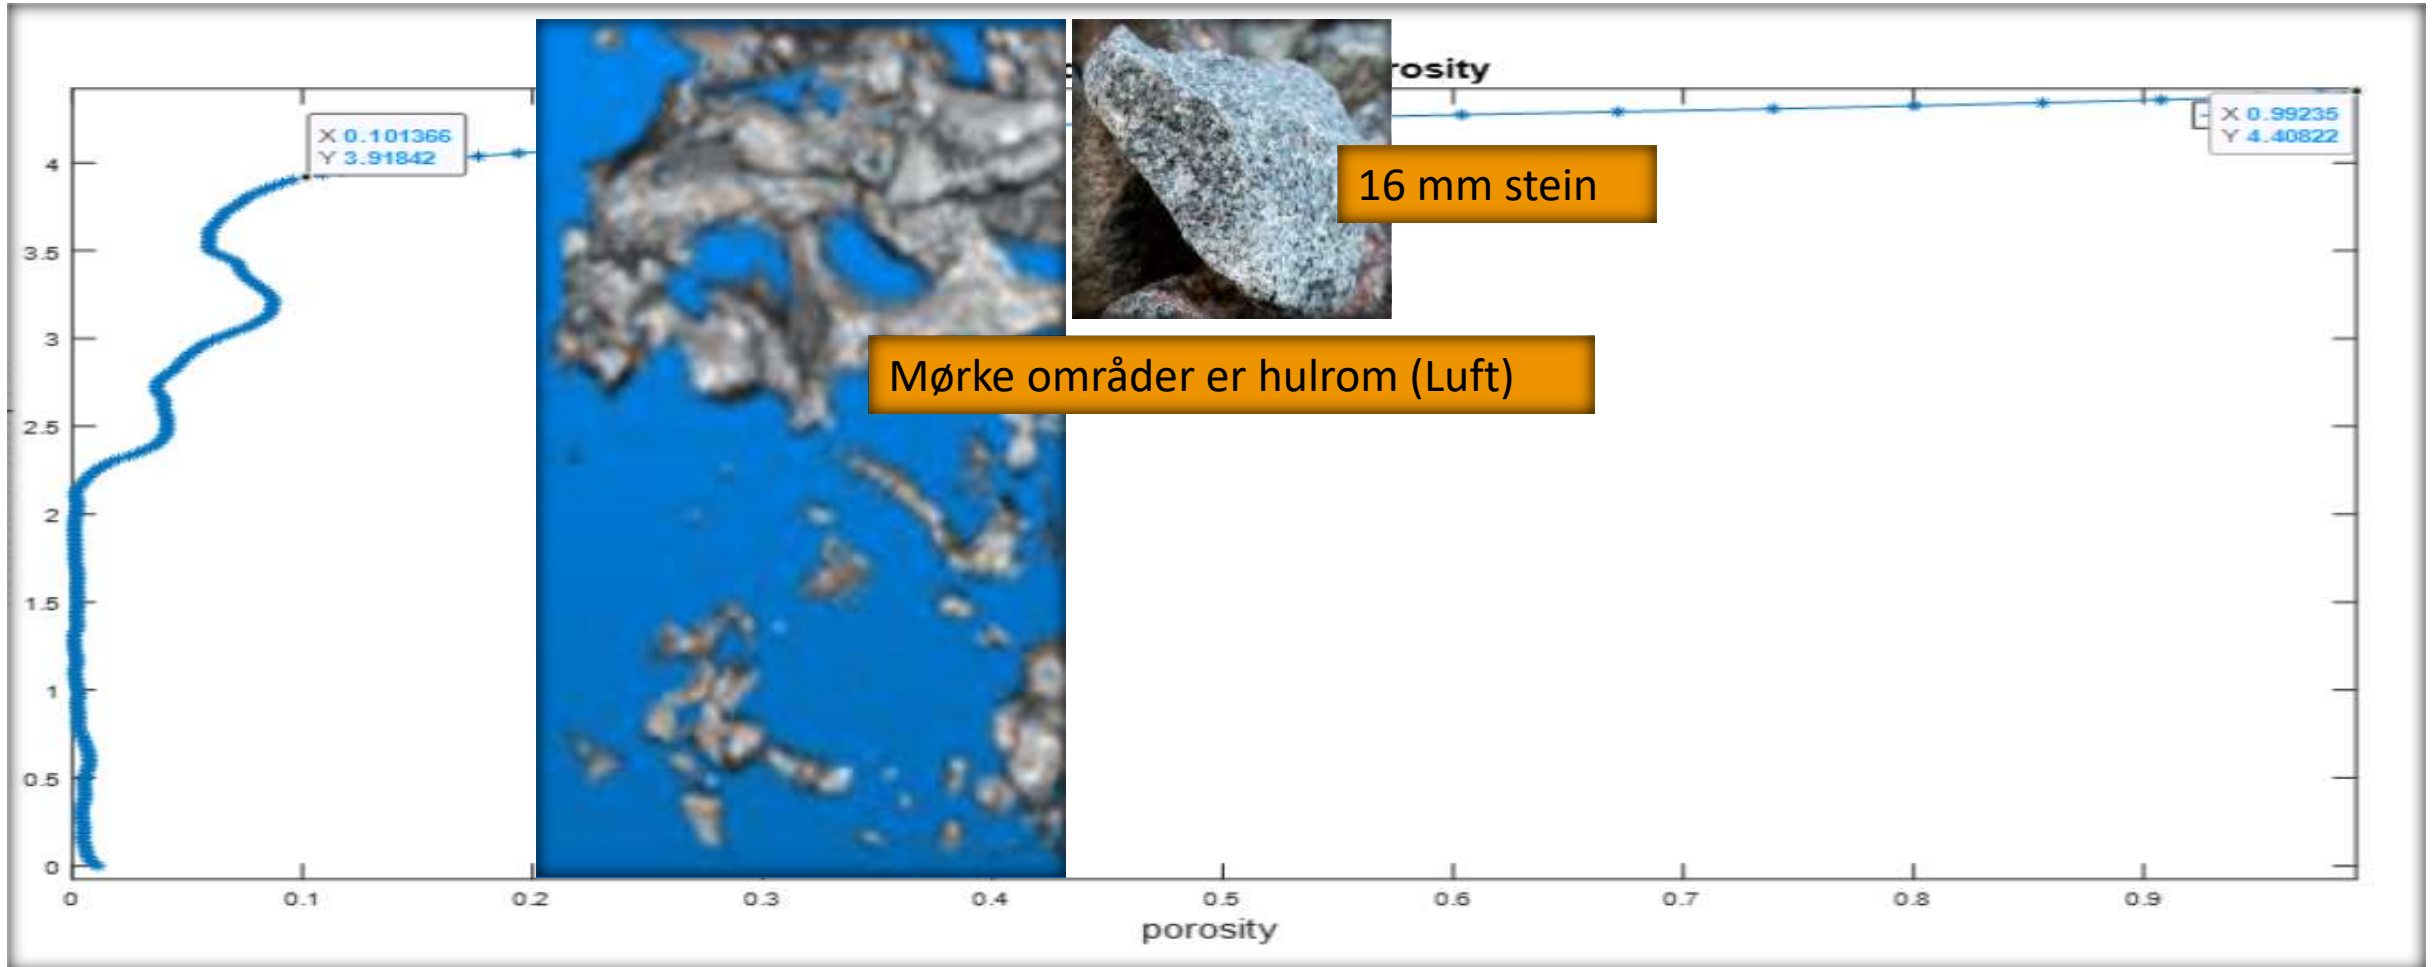 rosity
X 0.101366
Y 3.91842
X 0.99235
Y 4.40822
16 mm stein
Mørke områder er hulrom (Luft)
4
3.5
3
2.5
2
1.5
1
0.5
0
0 0.1 0.2 0.3 0.4 0.5 0.6 0.7 0.8 0.9
porosity